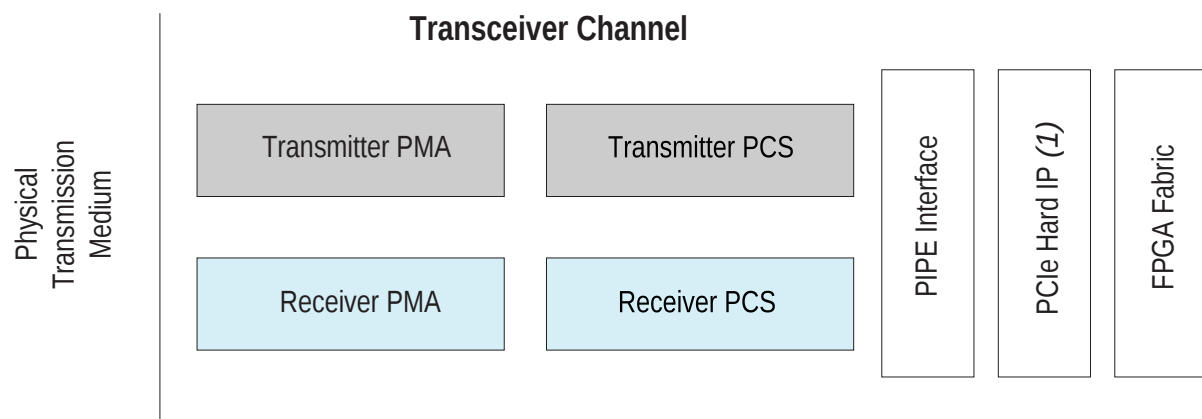 Transceiver Channel
Physical
Transmission
Medium
Transmitter PMA
Transmitter PCS
Receiver PMA
Receiver PCS
PIPE Interface
PCIe Hard IP (1)
FPGA Fabric